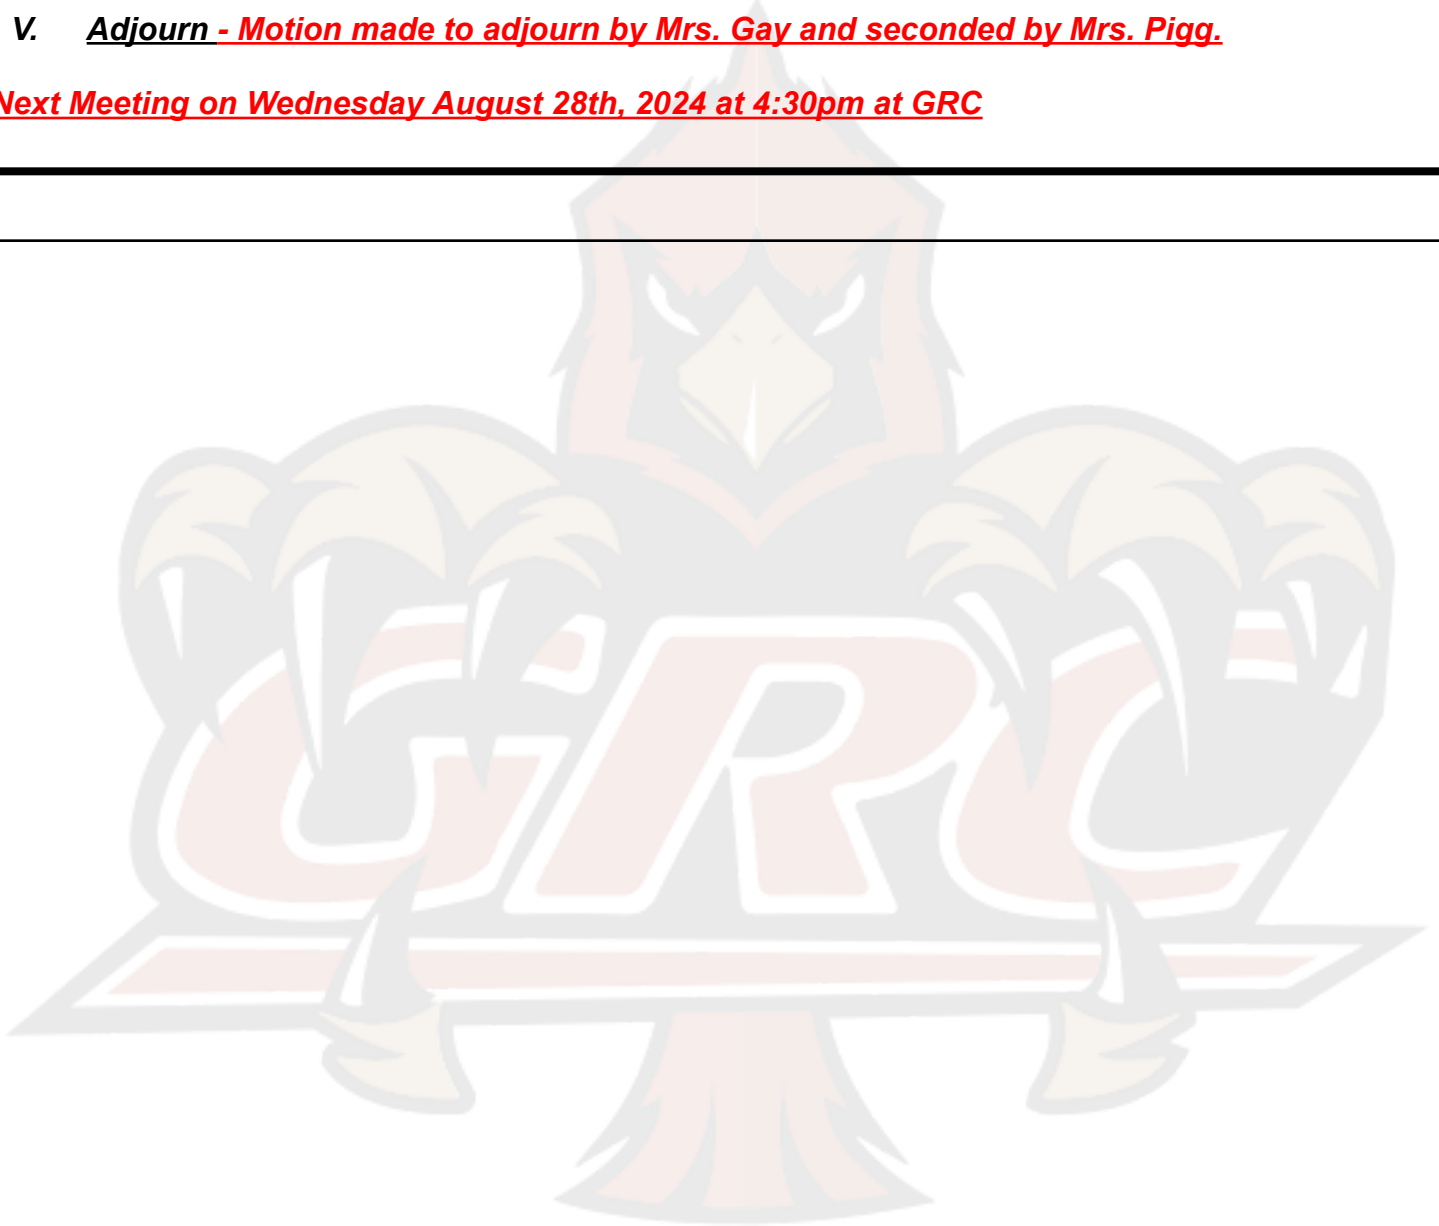 V. Adjourn - Motion made to adjourn by Mrs. Gay and seconded by Mrs. Pigg.
Next Meeting on Wednesday August 28th, 2024 at 4:30pm at GRC
GRC